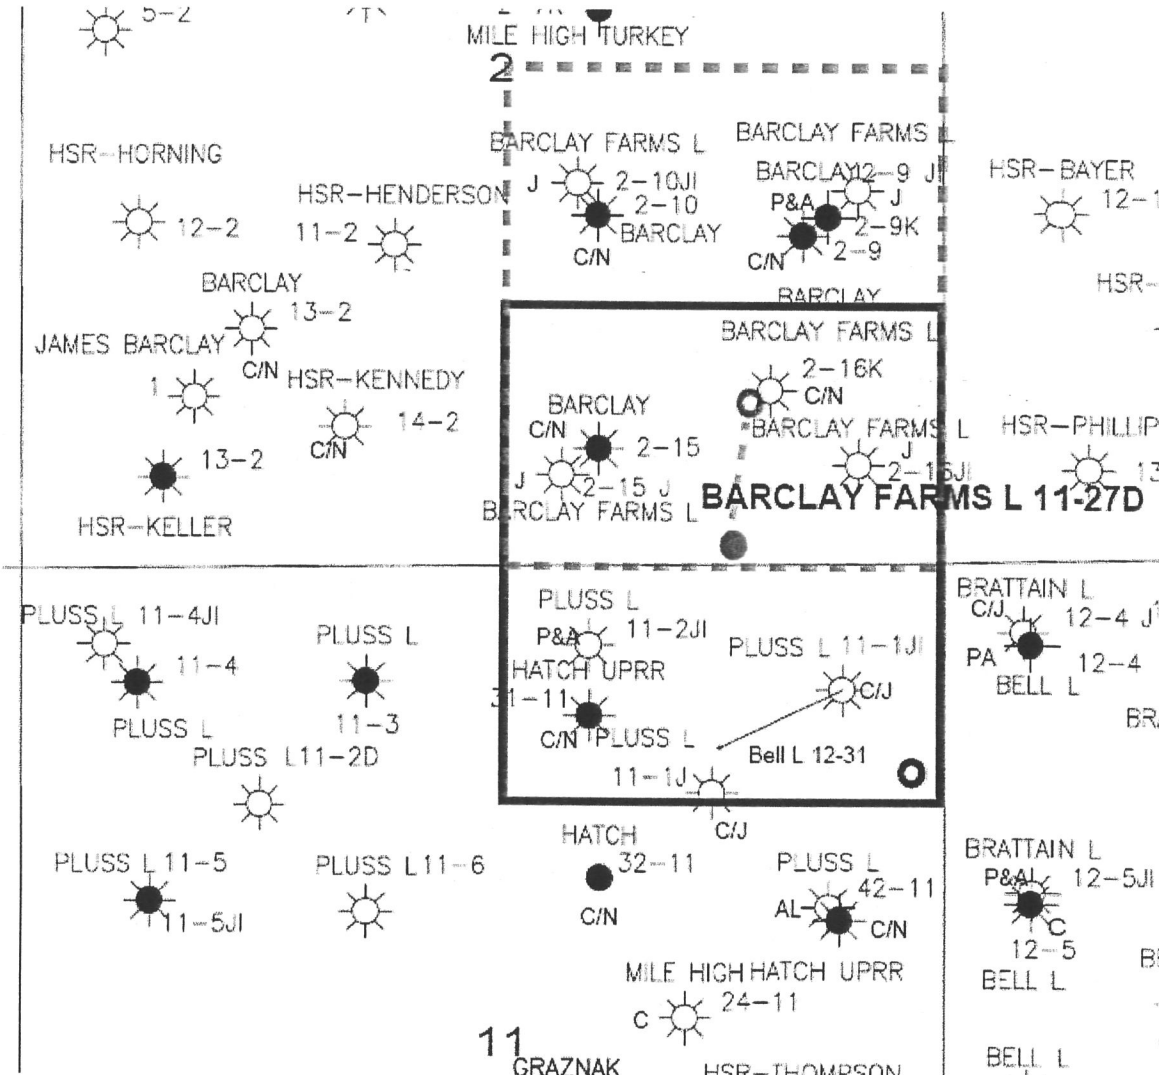 5-2
MILE HIGH TURKEY
2
BARCLAY FARMS L
BARCLAY FARMS L
HSR-HORNING
BARCLAY
2-9 JI
HSR-BAYER
J
2-10JI
J
HSR-HENDERSON
2-10
P&A
12-1
12-2
11-2
BARCLAY
2-9K
C/N
C/N
2-9
BARCLAY
HSR-
BARCLAY
13-2
BARCLAY FARMS L
JAMES BARCLAY
C/N
HSR-KENNEDY
2-16K
1
C/N
BARCLAY
14-2
C/N
BARCLAY FARMS L
HSR-PHILLIP
C/N
2-15
J
13-2
2-16JI
13
J
2-15 J
BARCLAY FARMS L
BARCLAY FARMS L 11-27D
HSR-KELLER
BRATTAIN L
PLUSS L
C/J
12-4 J
PLUSS L 11-4JI
PLUSS L
P&A
11-2JI
PLUSS L 11-1JI
PA
12-4
11-4
HATCH UPRR
BELL L
31-11
C/J
PLUSS L
11-3
C/N
PLUSS L
BR
PLUSS L 11-2D
Bell L 12-31
11-1J
C/J
HATCH
PLUSS L 11-5
PLUSS L 11-6
32-11
PLUSS L
BRATTAIN L
42-11
P&A
12-5JI
11-5JI
C/N
AL
C/N
C
12-5
MILE HIGH HATCH UPRR
BELL L
C
24-11
11
GRAZNAK
HSR-THOMPSON
BELL L